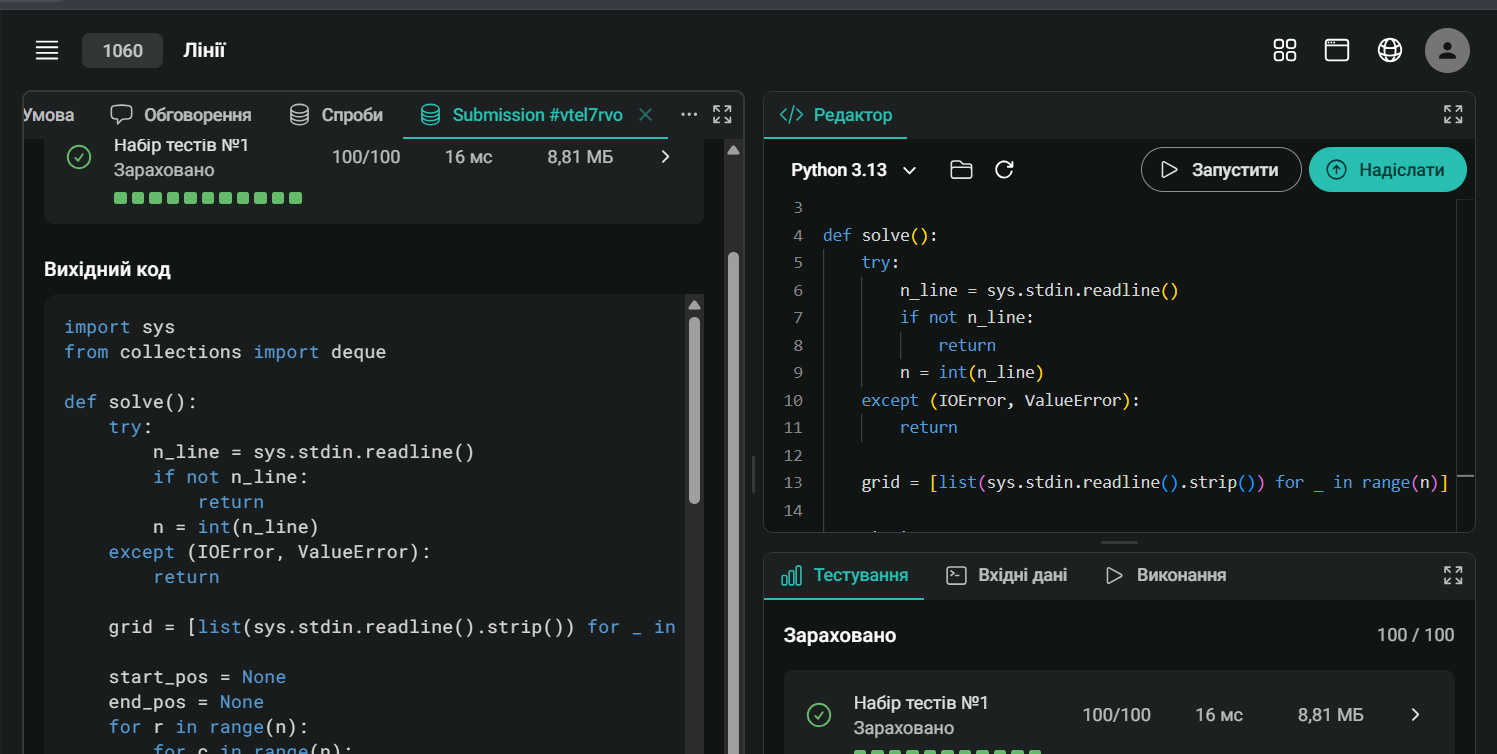 1060 Лінії
Умова Обговорення Спроби Submission #vtel7rvo
Набір тестів №1 100/100 16 мс 8,81 МБ
Зараховано
Вихідний код
import sys
from collections import deque
def solve():
try:
n_line = sys.stdin.readline()
if not n_line:
return
n = int(n_line)
except (IOError, ValueError):
return
grid = [list(sys.stdin.readline().strip()) for _ in
start_pos = None
end_pos = None
for r in range(n):
for c in range(n):
Редактор
Python 3.13 Запустити Надіслати
3
4 def solve():
5 try:
6 n_line = sys.stdin.readline()
7 if not n_line:
8 return
9 n = int(n_line)
10 except (IOError, ValueError):
11 return
12
13 grid = [list(sys.stdin.readline().strip()) for _ in range(n)]
14
Тестування Вхідні дані Виконання
Зараховано 100 / 100
Набір тестів №1 100/100 16 мс 8,81 МБ
Зараховано